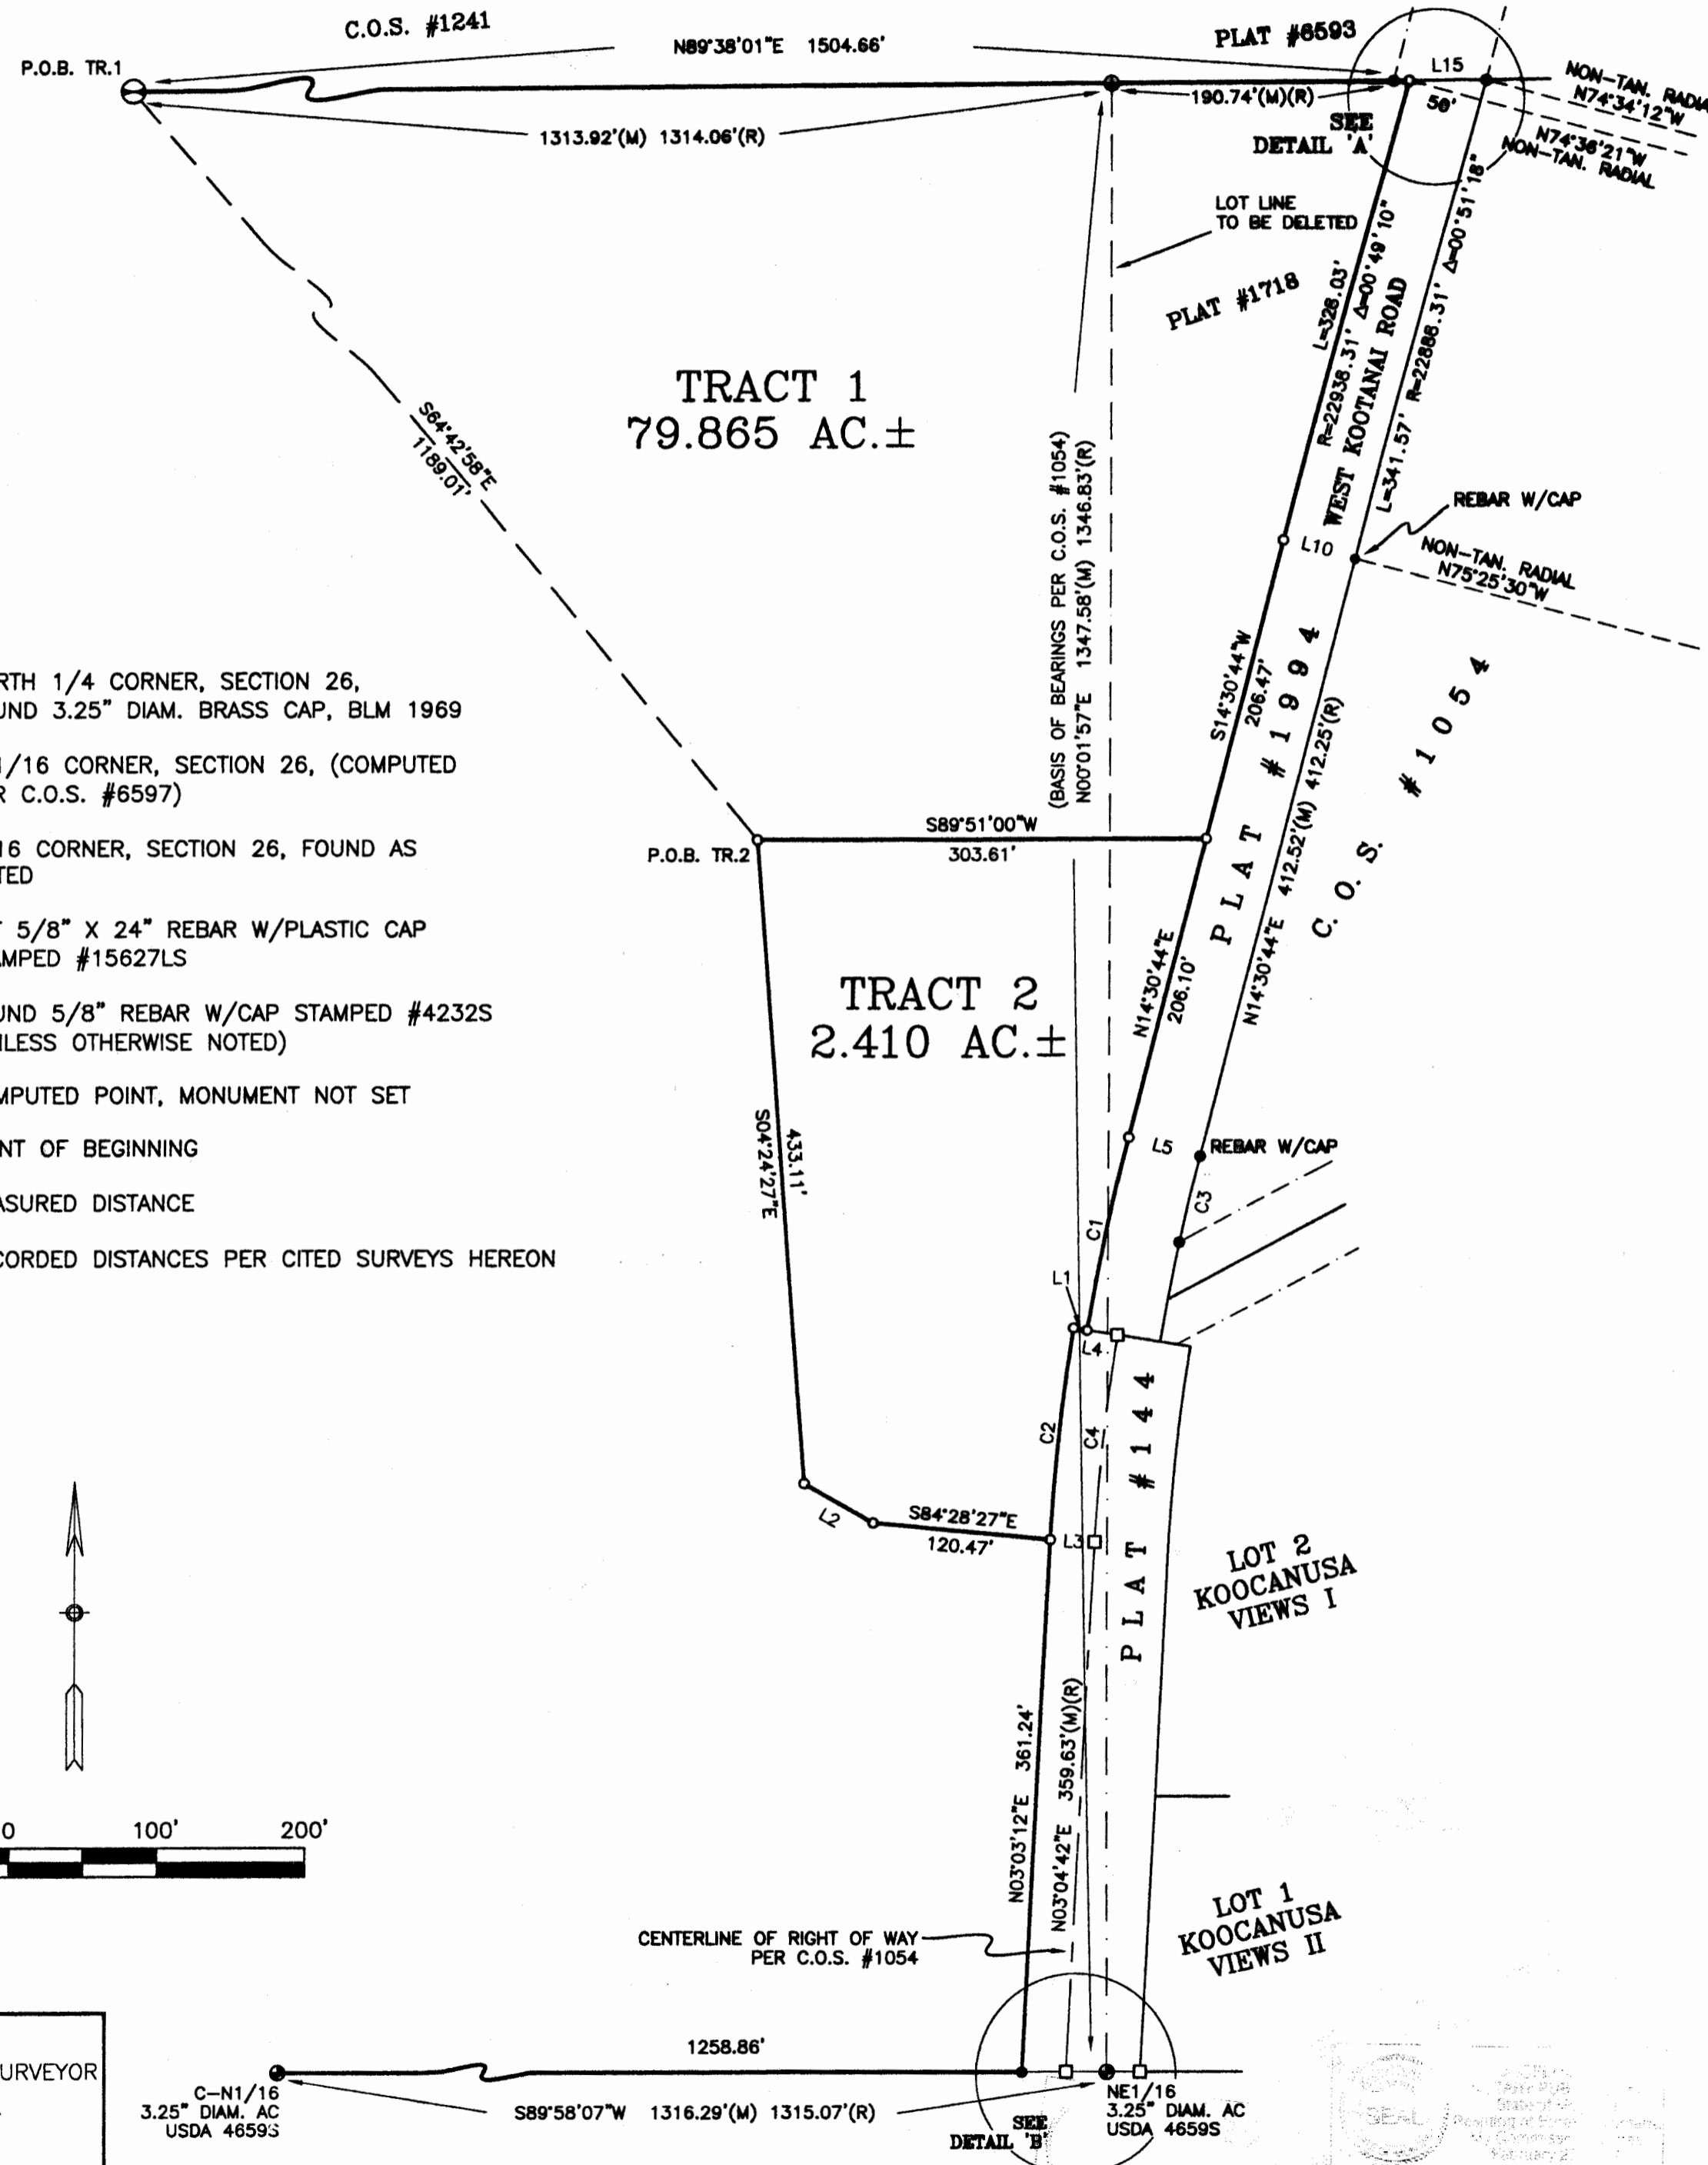 C.O.S. #1241
N89°38'01"E 1504.66'
PLAT #6593
P.O.B. TR.1
L15
NON-TAN. RADIA
N74°34'12"W
190.74'(M)(R)
50'
1313.92'(M) 1314.06'(R)
SEE
DETAIL 'A'
N74°36'21"W
NON-TAN. RADIAL
LOT LINE
TO BE DELETED
PLAT #1718
L=328.03'
R=22938.31' Δ=00°49'10"
WEST KOOTANAI ROAD
L=341.57' R=22888.31' Δ=00°51'18"
TRACT 1
79.865 AC.±
S64°42'58"E
1189.01'
(BASIS OF BEARINGS PER C.O.S. #1054)
N00°01'57"E 1347.58'(M) 1346.83'(R)
REBAR W/CAP
L10
NON-TAN. RADIAL
N75°25'30"W
S14°30'44"W
206.47'
PLAT #1994
C.O.S. #1054
RTH 1/4 CORNER, SECTION 26,
UND 3.25" DIAM. BRASS CAP, BLM 1969
1/16 CORNER, SECTION 26, (COMPUTED
R C.O.S. #6597)
16 CORNER, SECTION 26, FOUND AS
TED
T 5/8" X 24" REBAR W/PLASTIC CAP
AMPED #15627LS
UND 5/8" REBAR W/CAP STAMPED #4232S
NLESS OTHERWISE NOTED)
MPUTED POINT, MONUMENT NOT SET
NT OF BEGINNING
ASURED DISTANCE
CORDED DISTANCES PER CITED SURVEYS HEREON
S89°51'00"W
303.61'
P.O.B. TR.2
N14°30'44"E 412.52'(M) 412.25'(R)
N14°30'44"E
206.10'
TRACT 2
2.410 AC.±
433.11'
S04°24'27"E
L5
REBAR W/CAP
C3
C1
L1
L4
C2
C4
PLAT #144
L2
S84°28'27"E
120.47'
L3
LOT 2
KOOCANUSA
VIEWS I
N03°03'12"E 361.24'
N03°04'42"E 359.63'(M)(R)
0 100' 200'
LOT 1
KOOCANUSA
VIEWS II
CENTERLINE OF RIGHT OF WAY
PER C.O.S. #1054
1258.86'
URVEYOR
C-N1/16
3.25" DIAM. AC
USDA 4659S
S89°58'07"W 1316.29'(M) 1315.07'(R)
NE1/16
3.25" DIAM. AC
USDA 4659S
SEE
DETAIL 'B'
SEAL